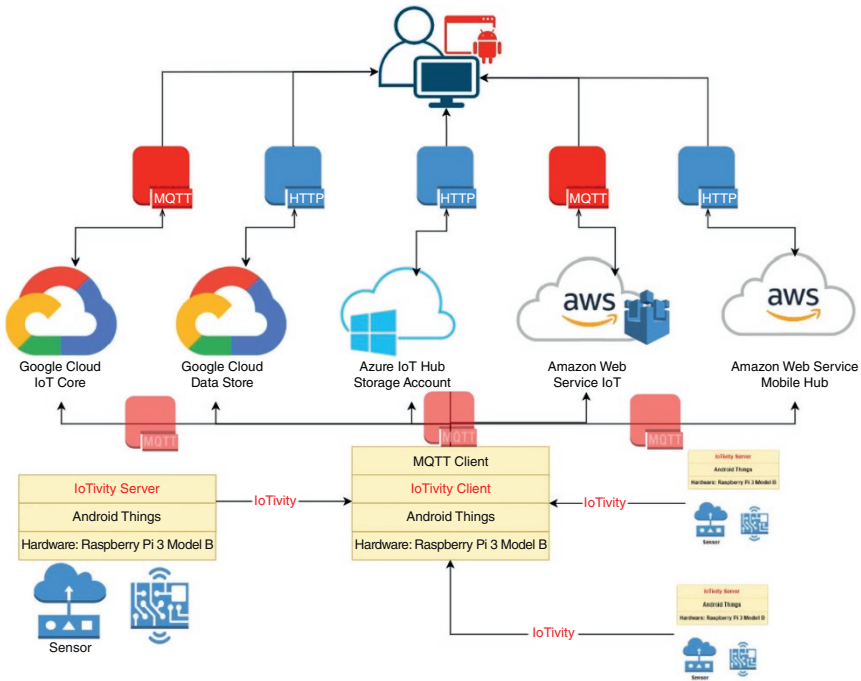 MQTT
HTTP
HTTP
MQTT
HTTP
aws
aws
Google Cloud
IoT Core
Google Cloud
Data Store
Azure IoT Hub
Storage Account
Amazon Web
Service IoT
Amazon Web Service
Mobile Hub
MQTT
MQTT
MQTT
MQTT Client
IoTivity Server
IoTivity
IoTivity Client
IoTivity
Android Things
Android Things
Hardware: Raspberry Pi 3 Model B
Hardware: Raspberry Pi 3 Model B
Sensor
IoTivity Server
Android Things
Hardware: Raspberry Pi 3 Model B
Sensor
IoTivity
IoTivity Server
Android Things
Hardware: Raspberry Pi 3 Model B
Sensor